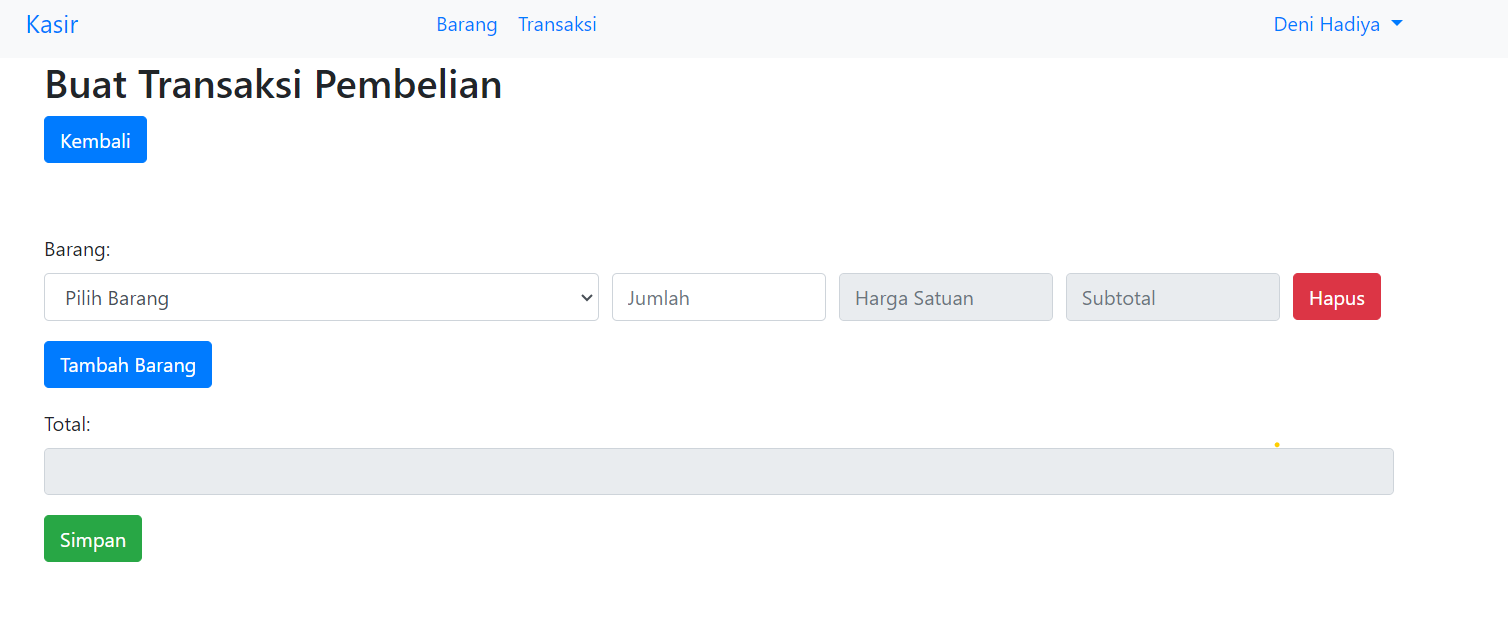 Kasir Barang Transaksi Deni Hadiya
Buat Transaksi Pembelian
Kembali
Barang:
Pilih Barang Jumlah Harga Satuan Subtotal Hapus
Tambah Barang
Total:
Simpan